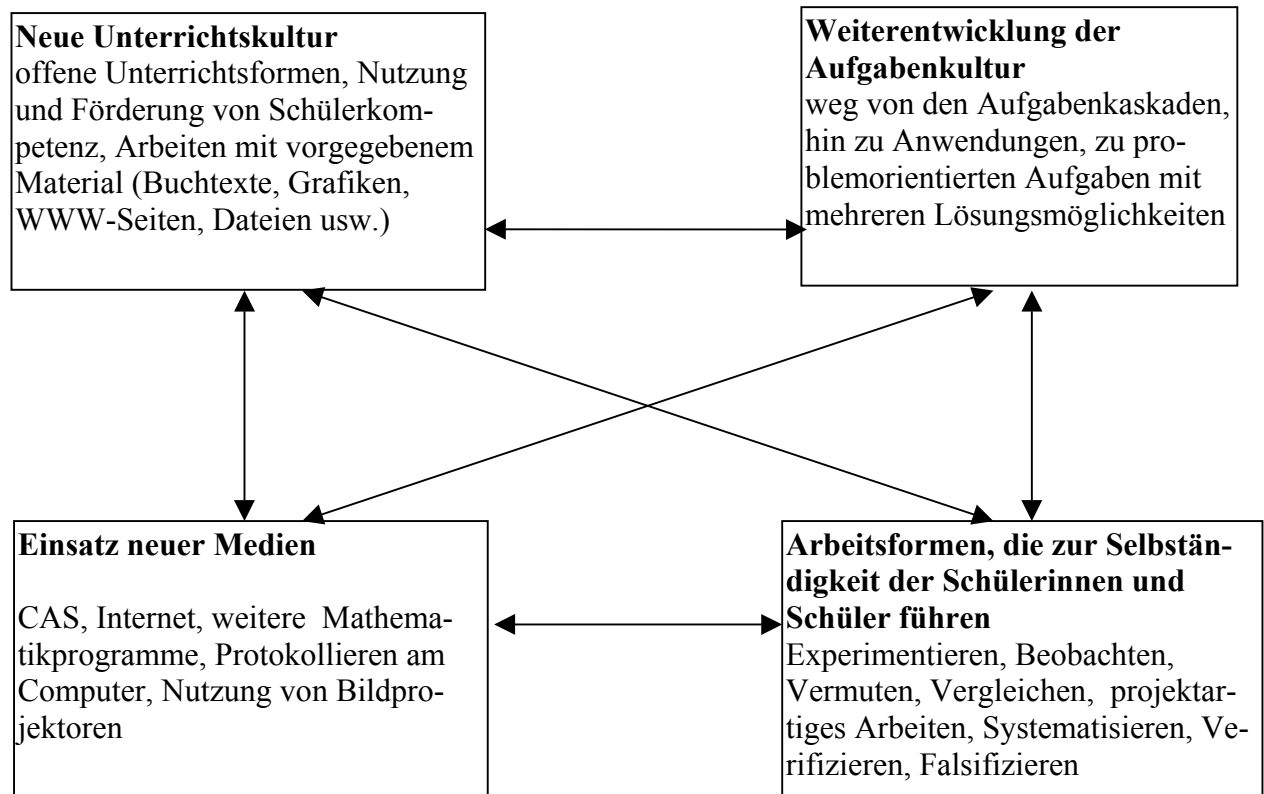 Neue Unterrichtskultur
offene Unterrichtsformen, Nutzung
und Förderung von Schülerkom-
petenz, Arbeiten mit vorgegebenem
Material (Buchtexte, Grafiken,
WWW-Seiten, Dateien usw.)
Weiterentwicklung der
Aufgabenkultur
weg von den Aufgabenkaskaden,
hin zu Anwendungen, zu pro-
blemorientierten Aufgaben mit
mehreren Lösungsmöglichkeiten
Einsatz neuer Medien
CAS, Internet, weitere Mathema-
tikprogramme, Protokollieren am
Computer, Nutzung von Bildpro-
jektoren
Arbeitsformen, die zur Selbstän-
digkeit der Schülerinnen und
Schüler führen
Experimentieren, Beobachten,
Vermuten, Vergleichen, projektar-
tiges Arbeiten, Systematisieren, Ve-
rifizieren, Falsifizieren